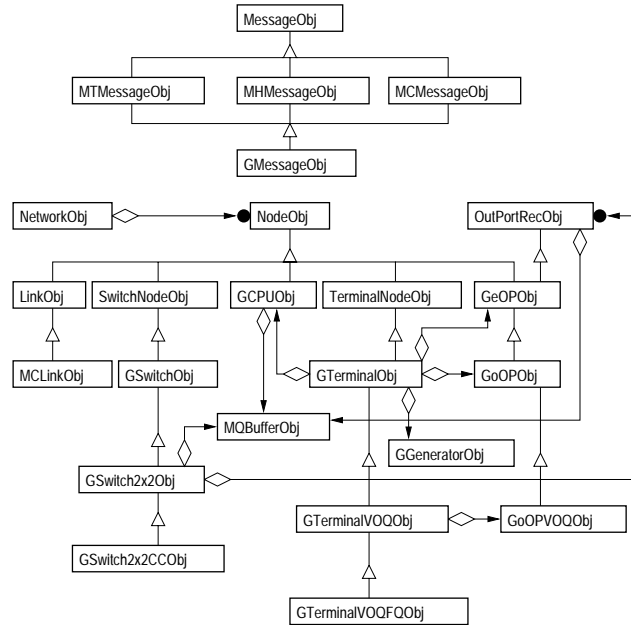 MessageObj
MTMessageObj
MHMessageObj
MCMessageObj
GMessageObj
NetworkObj
NodeObj
OutPortRecObj
LinkObj
SwitchNodeObj
GCPUObj
TerminalNodeObj
GeOPObj
MCLinkObj
GSwitchObj
GTerminalObj
GoOPObj
MQBufferObj
GGeneratorObj
GSwitch2x2Obj
GTerminalVOQObj
GoOPVOQObj
GSwitch2x2CCObj
GTerminalVOQFQObj